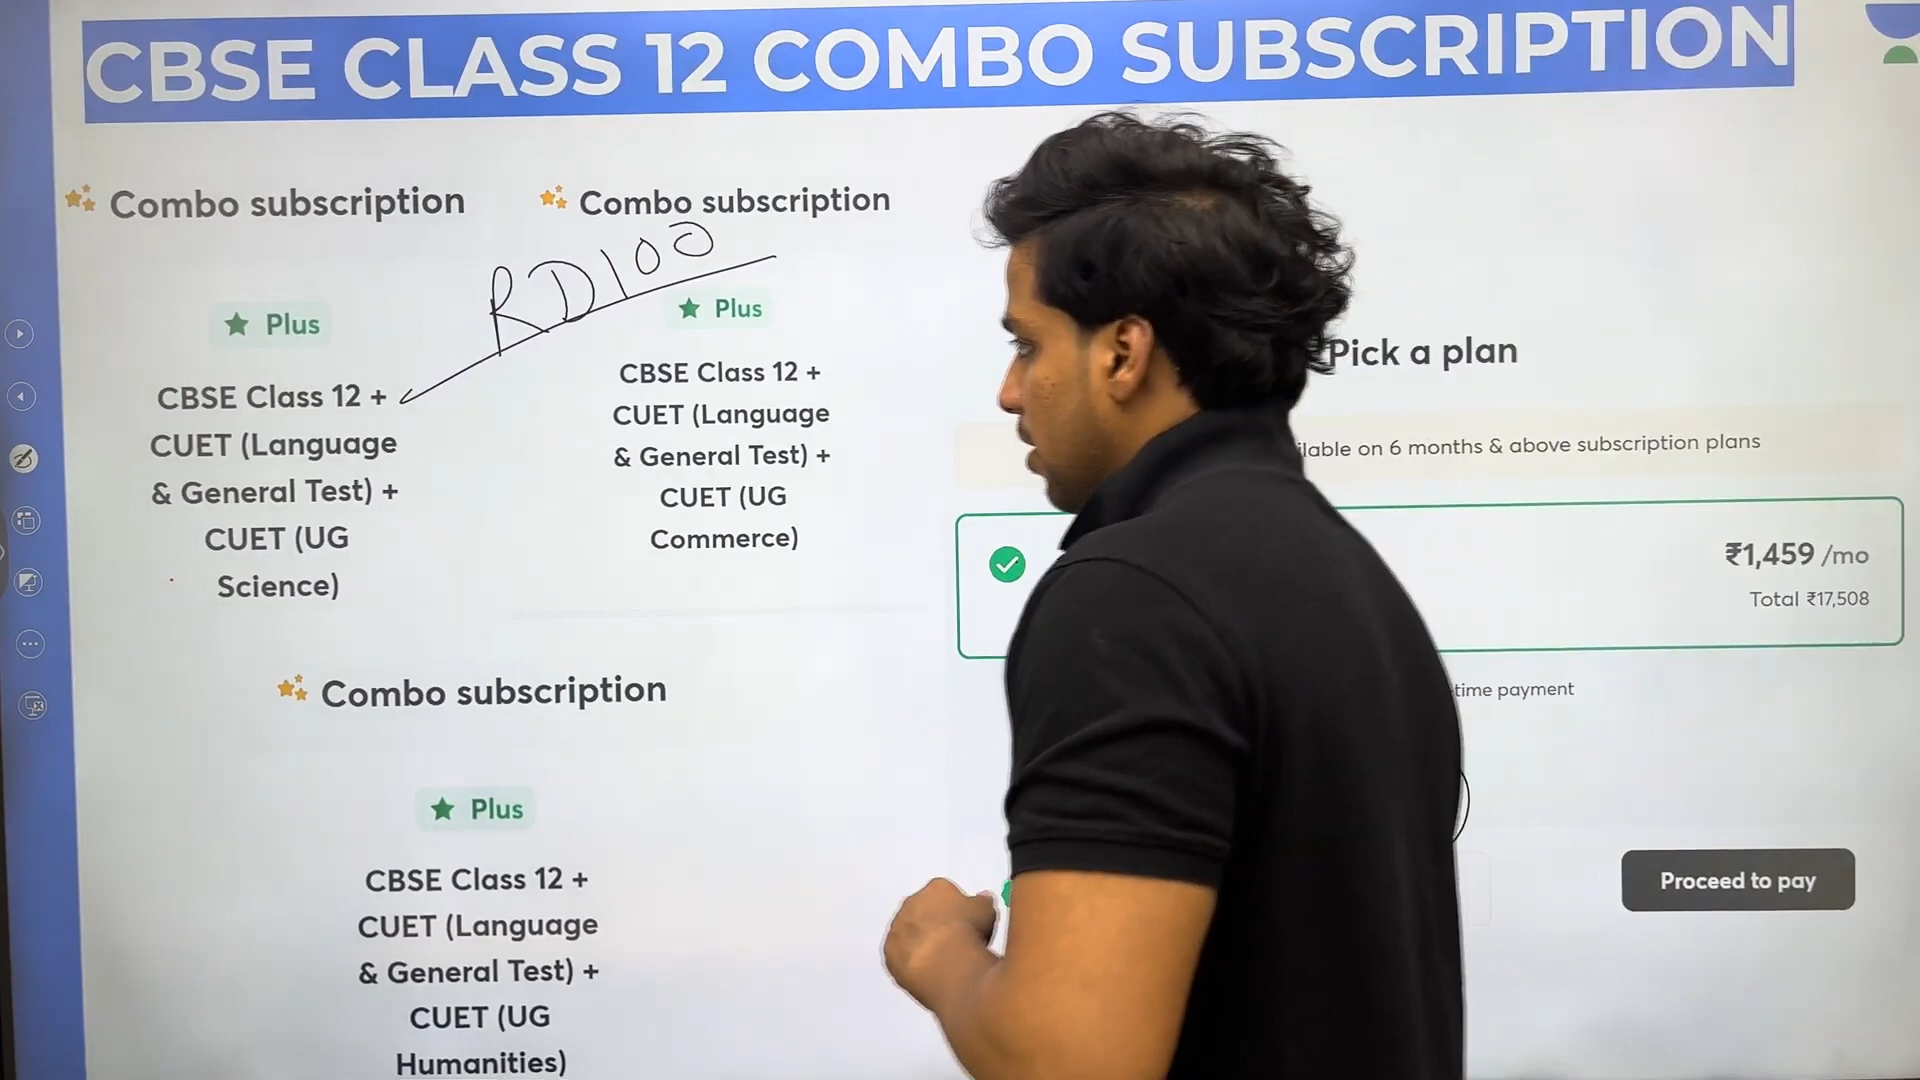 CBSE CLASS 12 COMBO SUBSCRIPTION
Combo subscription
Plus
CBSE Class 12 +
CUET (Language
& General Test) +
CUET (UG
Science)
Combo subscription
RD100
Plus
CBSE Class 12 +
CUET (Language
& General Test) +
CUET (UG
Commerce)
Combo subscription
Plus
CBSE Class 12 +
CUET (Language
& General Test) +
CUET (UG
Humanities)
Pick a plan
on 6 months & above subscription plans
₹1,459 /mo
Total ₹17,508
time payment
Proceed to pay